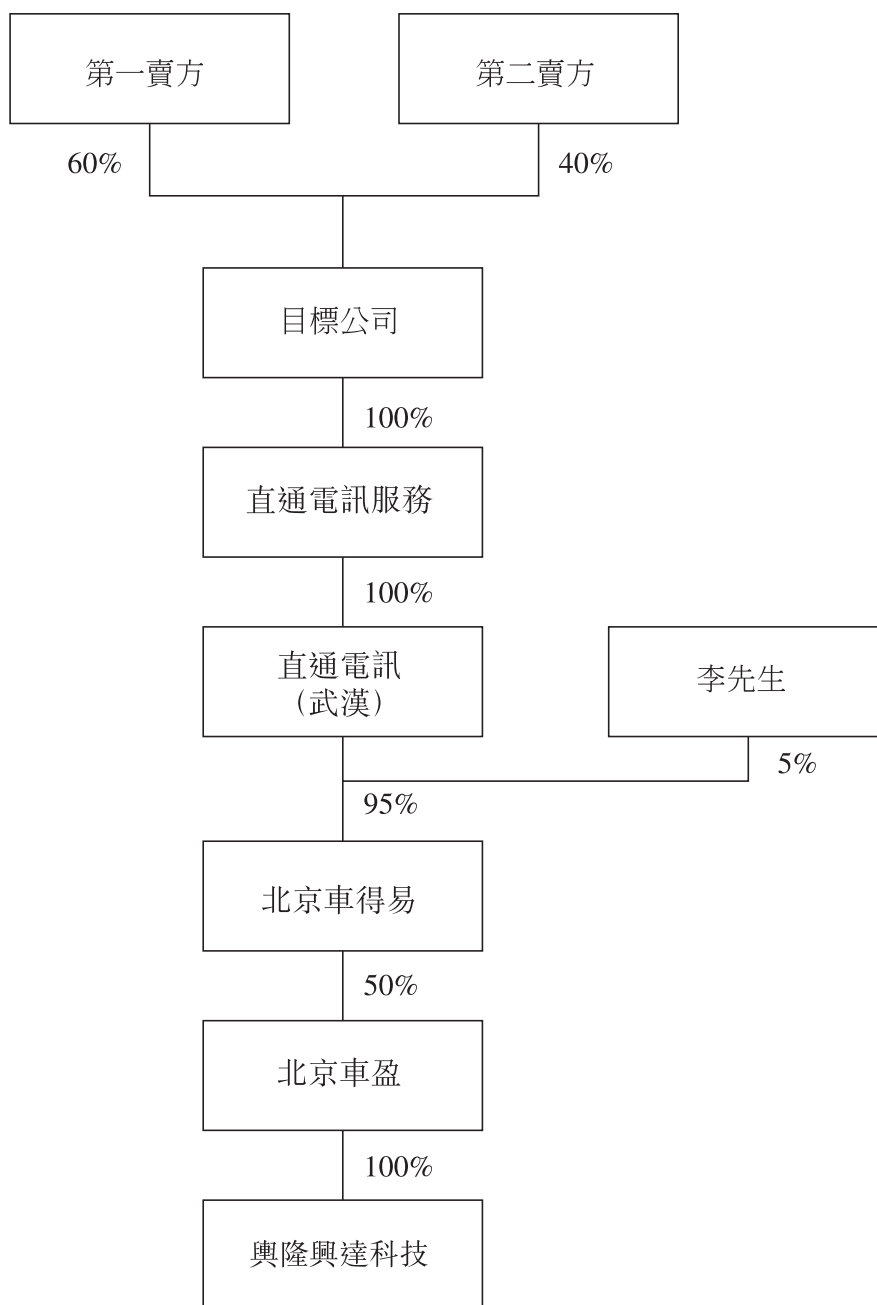 第一賣方
第二賣方
60%
40%
目標公司
100%
直通電訊服務
100%
直通電訊
（武漢）
李先生
5%
95%
北京車得易
50%
北京車盈
100%
輿隆興達科技